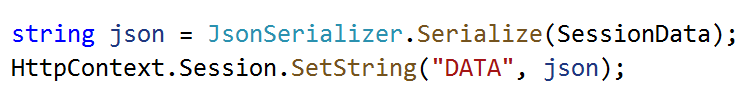 string json = JsonSerializer.Serialize(SessionData);
HttpContext.Session.SetString("DATA", json);